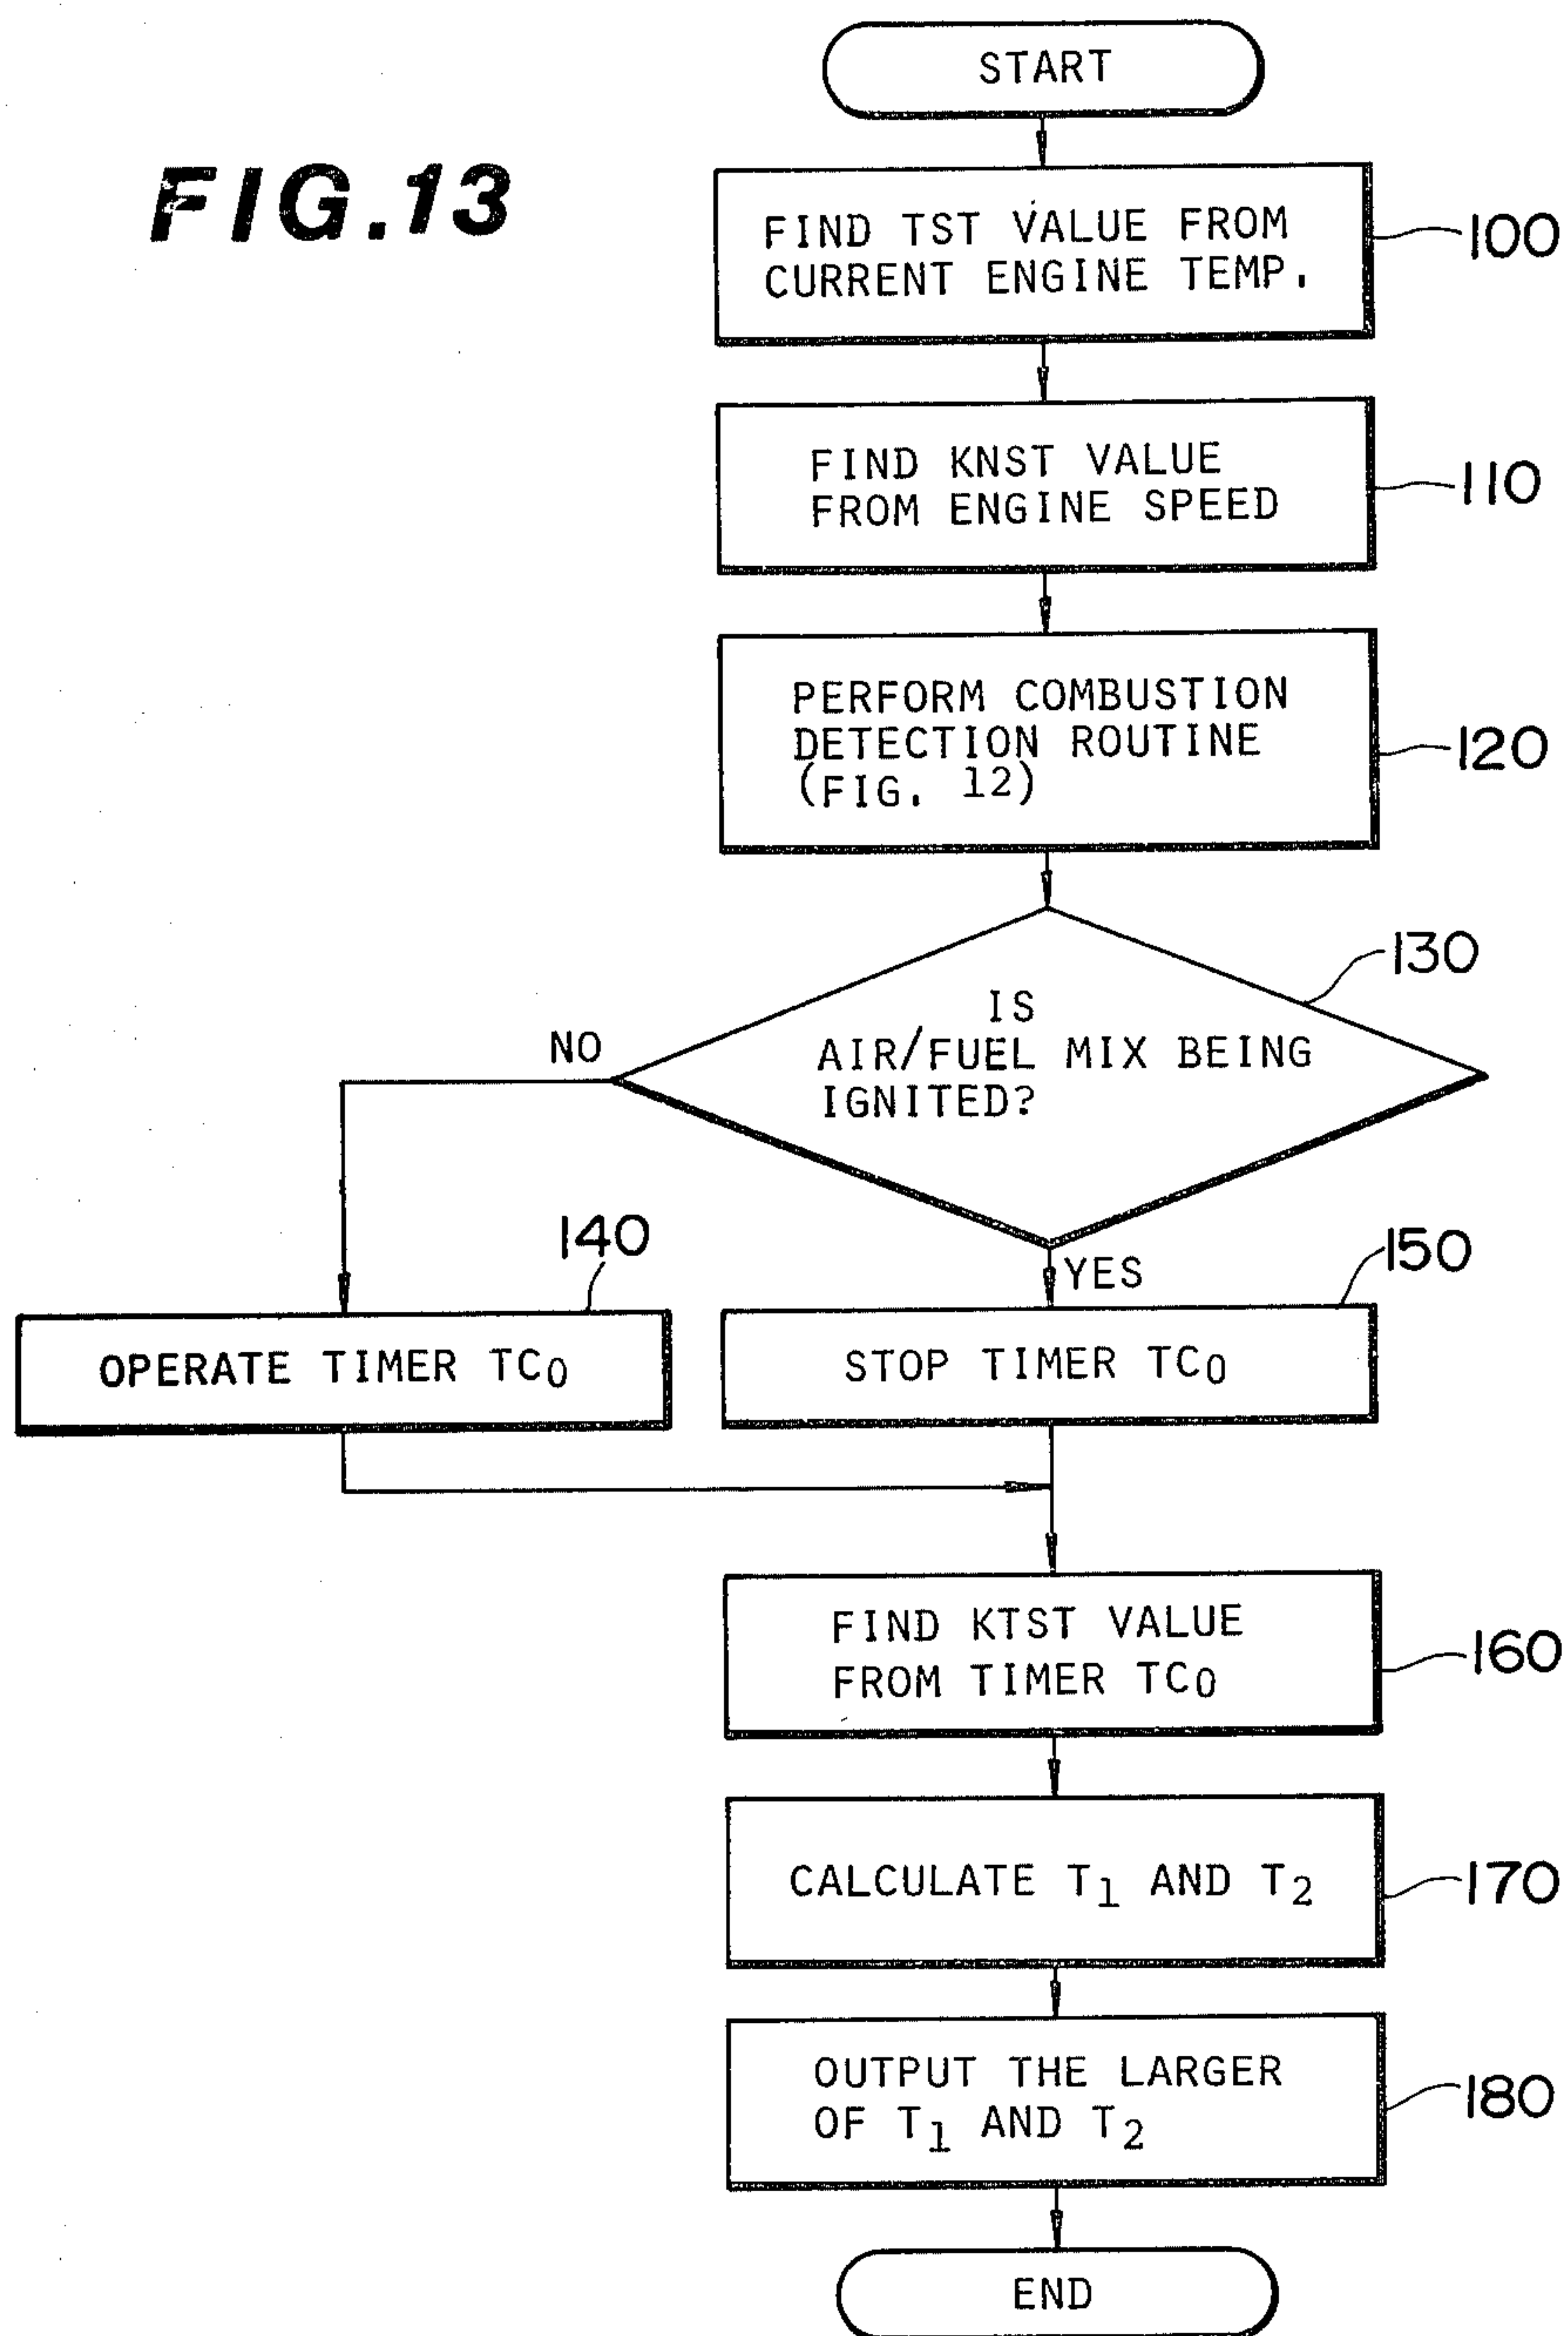 FIG.13
START
FIND TST VALUE FROM
CURRENT ENGINE TEMP.
100
FIND KNST VALUE
FROM ENGINE SPEED
110
PERFORM COMBUSTION
DETECTION ROUTINE
(FIG. 12)
120
130
IS
AIR/FUEL MIX BEING
IGNITED?
NO
YES
140
OPERATE TIMER TC0
150
STOP TIMER TC0
FIND KTST VALUE
FROM TIMER TC0
160
CALCULATE T1 AND T2
170
OUTPUT THE LARGER
OF T1 AND T2
180
END